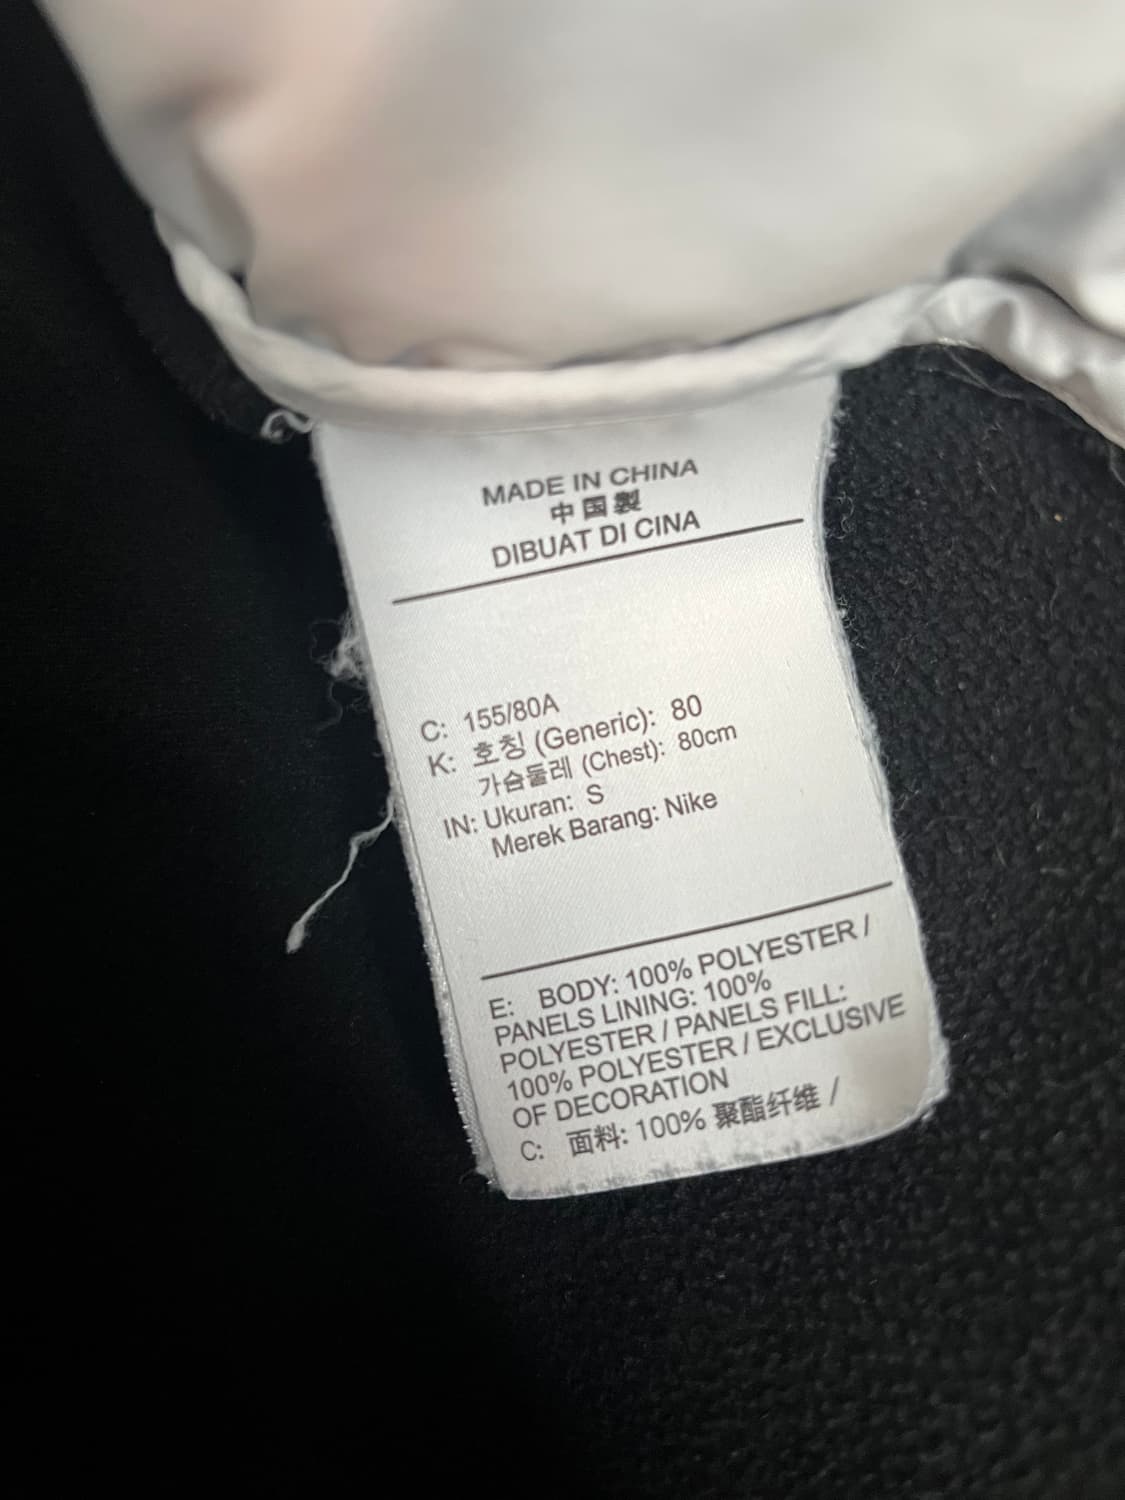 MADE IN CHINA
中国製
DIBUAT DI CINA
C: 155/80A
K: 호칭 (Generic): 80
가슴둘레 (Chest): 80cm
IN: Ukuran: S
Merek Barang: Nike
E: BODY: 100% POLYESTER /
PANELS LINING: 100%
POLYESTER / PANELS FILL:
100% POLYESTER / EXCLUSIVE
OF DECORATION
C: 面料: 100% 聚酯纤维 /